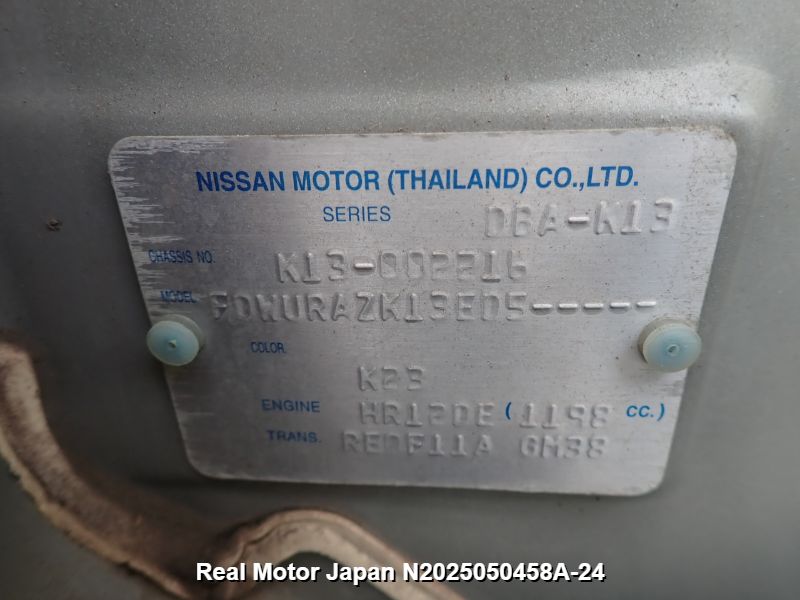 NISSAN MOTOR (THAILAND) CO.,LTD.
SERIES DBA-K13
CHASSIS NO. K13-002216
MODEL FDWURAZK13ED5-----
COLOR
K23
ENGINE HR12DE (1198 CC.)
TRANS. RE0F11A GM38
Real Motor Japan N2025050458A-24